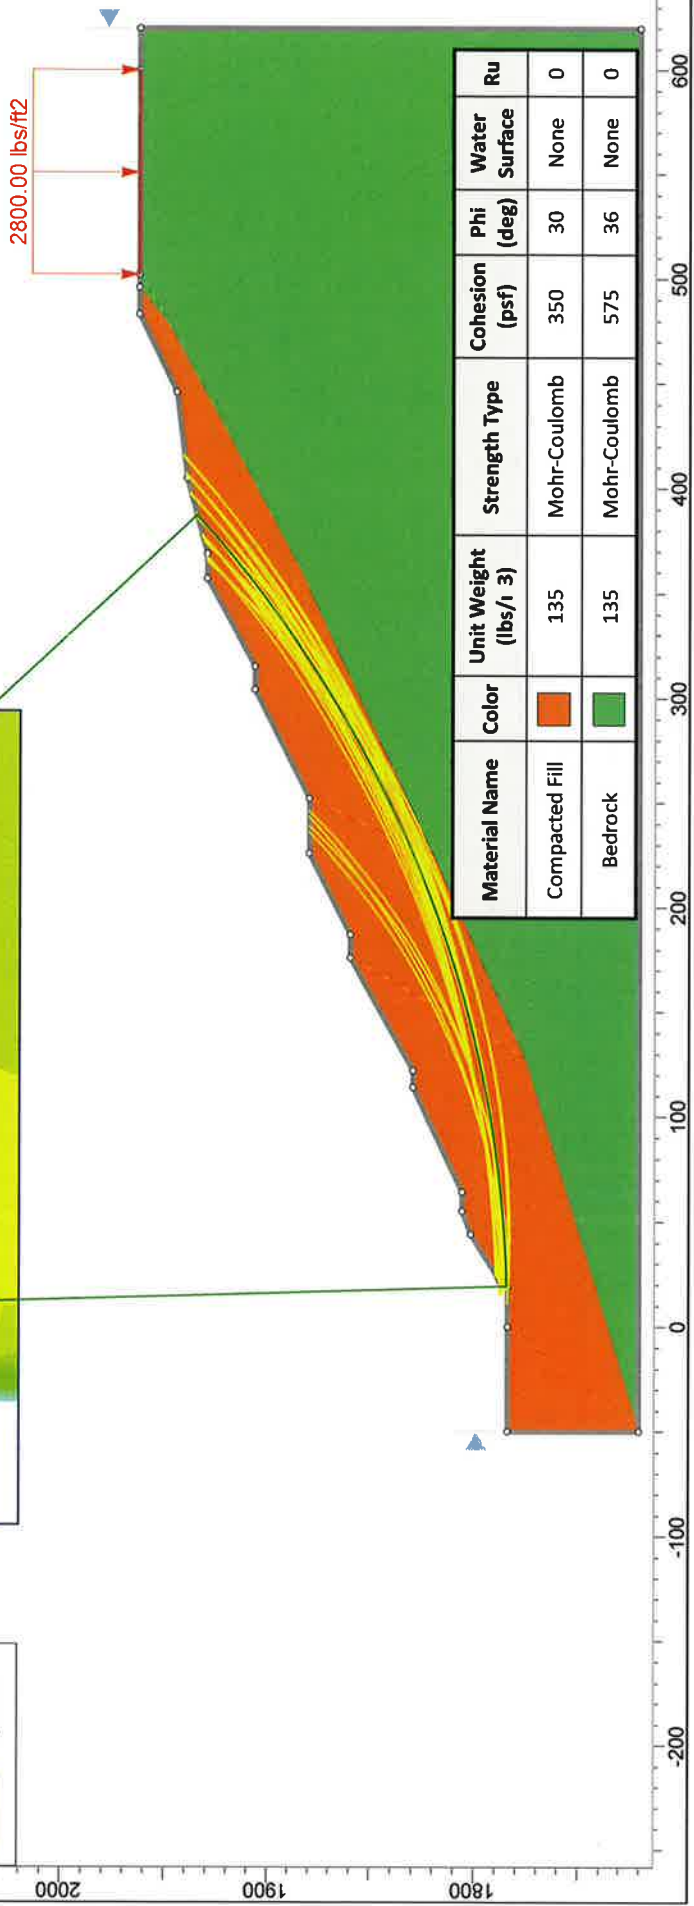 2800.00 lbs/ft2
Material Name Color Unit Weight (lbs/ı 3) Strength Type Cohesion (psf) Phi (deg) Water Surface Ru
Compacted Fill 135 Mohr-Coulomb 350 30 None 0
Bedrock 135 Mohr-Coulomb 575 36 None 0
2000
1900
1800
-200 -100 0 100 200 300 400 500 600